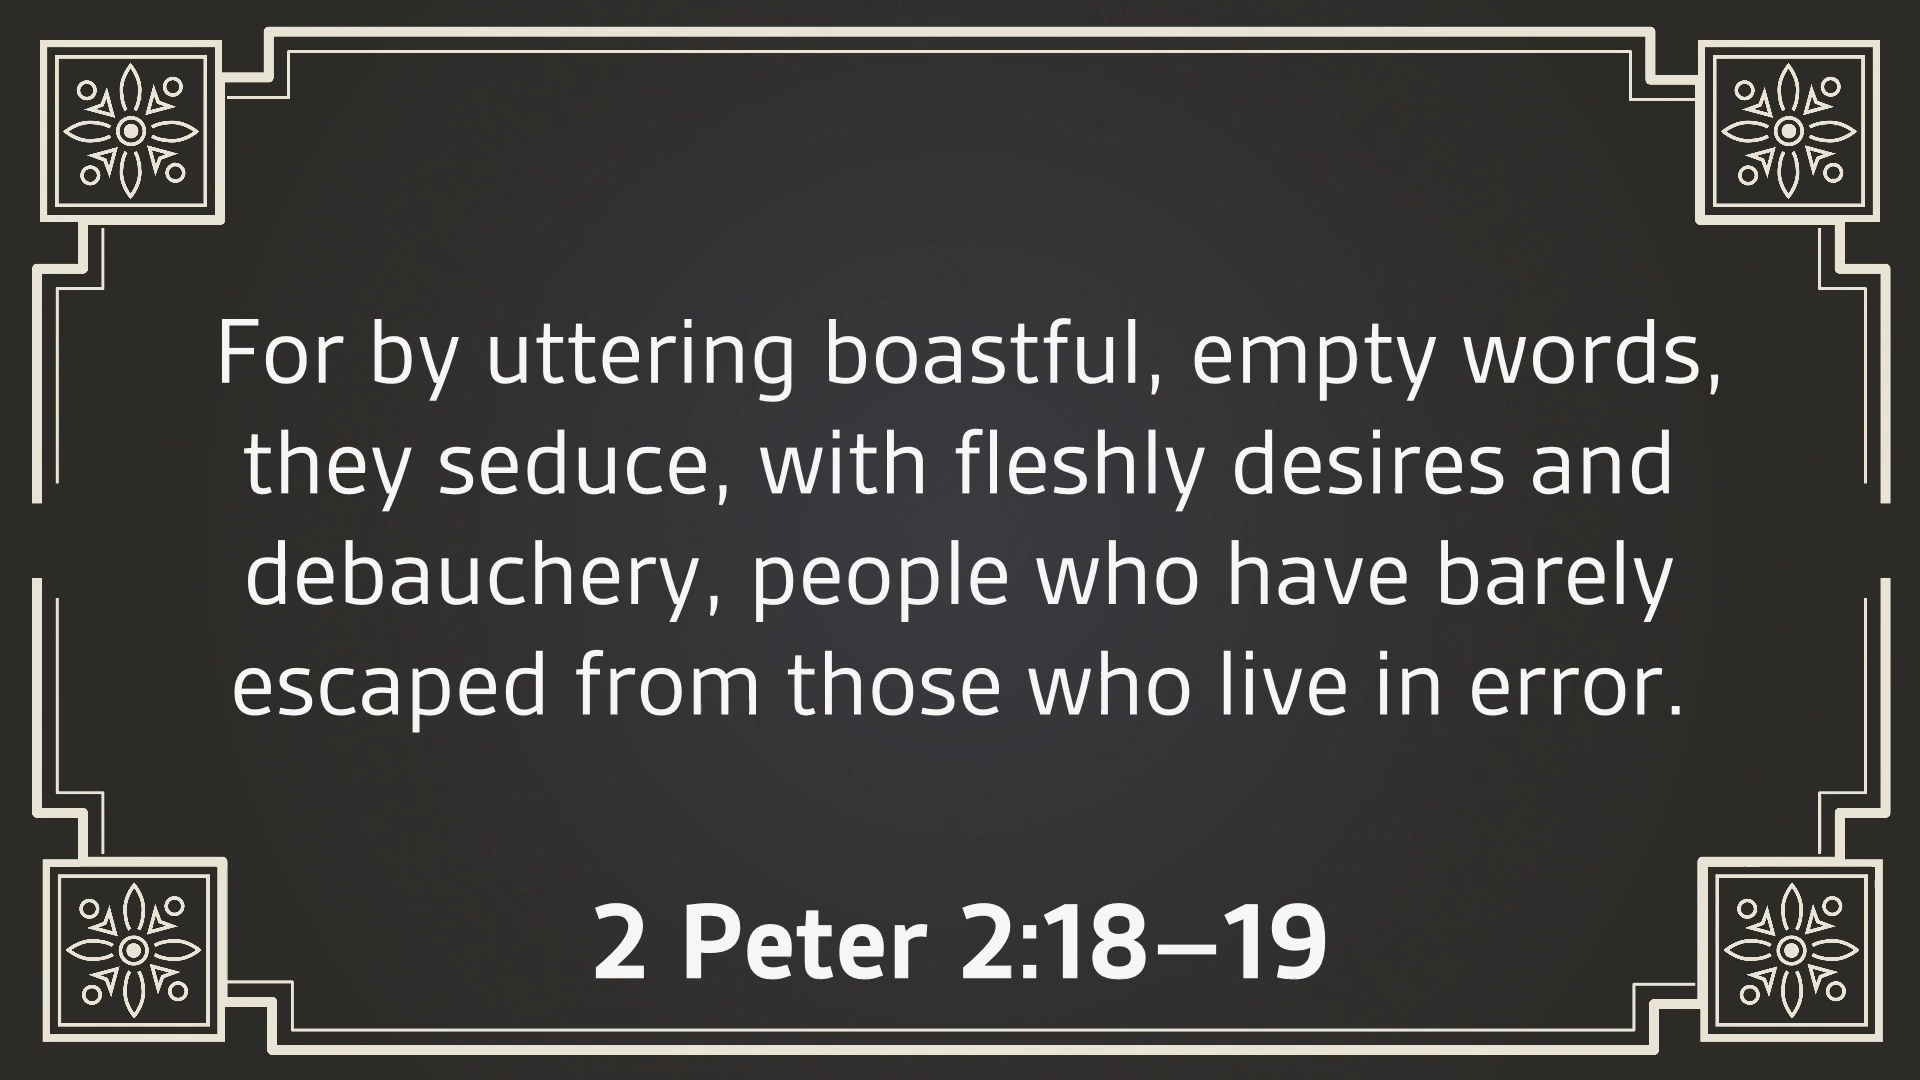 For by uttering boastful, empty words,
they seduce, with fleshly desires and
debauchery, people who have barely
escaped from those who live in error.
2 Peter 2:18–19